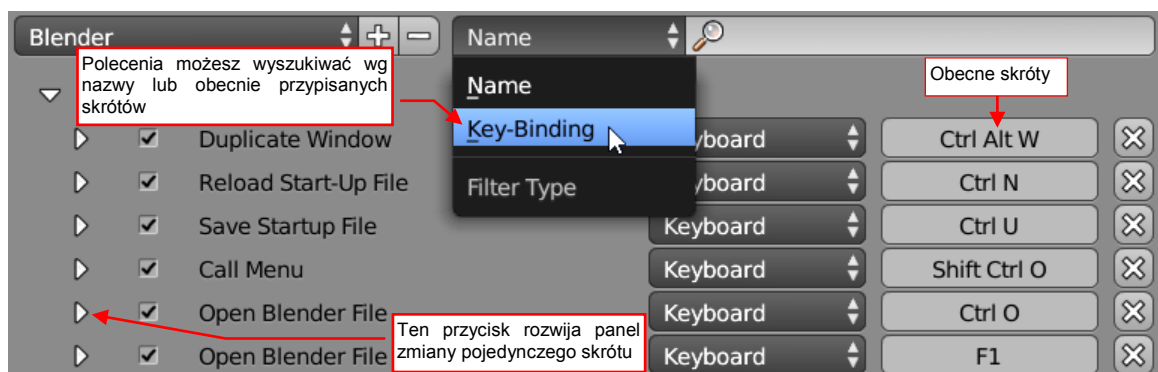 Blender Name
Polecenia możesz wyszukiwać wg
nazwy lub obecnie przypisanych
skrótów
Name
Key-Binding
Filter Type
Obecne skróty
Duplicate Window yboard Ctrl Alt W
Reload Start-Up File yboard Ctrl N
Save Startup File Keyboard Ctrl U
Call Menu Keyboard Shift Ctrl O
Open Blender File Keyboard Ctrl O
Ten przycisk rozwija panel
zmiany pojedynczego skrótu
Open Blender File Keyboard F1